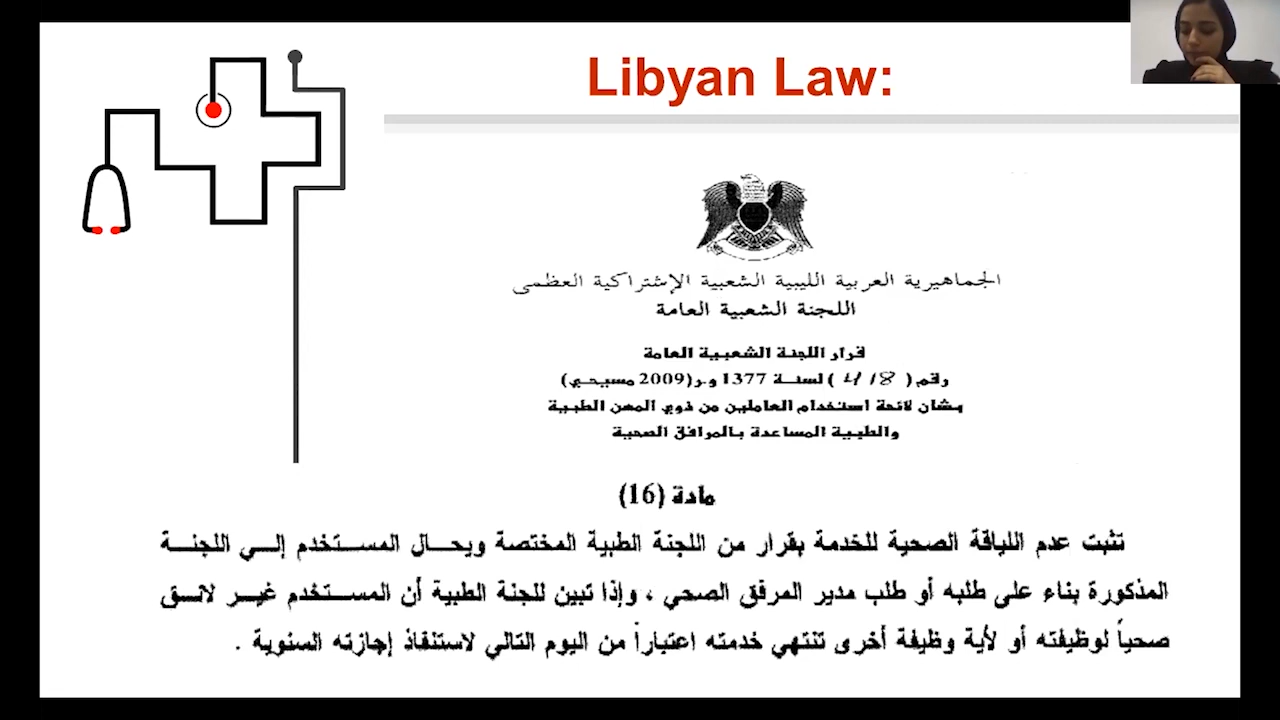 Libyan Law:
الجماهيرية العربية الليبية الشعبية الإشتراكية العظمى
اللجنة الشعبية العامة
قرار اللجنة الشعبية العامة
رقم ( 418 ) لسنة 1377 و.ر (2009 مسيحي)
بشان لائحة استخدام العاملين من ذوي المهن الطبية
والطبية المساعدة بالمرافق الصحية
مادة (16)
تثبت عدم اللياقة الصحية للخدمة بقرار من اللجنة الطبية المختصة ويحال المستخدم إلى اللجنة
المذكورة بناء على طلبه أو طلب مدير المرفق الصحي ، وإذا تبين للجنة الطبية أن المستخدم غير لائق
صحياً لوظيفته أو لأية وظيفة أخرى تنتهي خدمته اعتباراً من اليوم التالي لاستنفاذ إجازته السنوية .